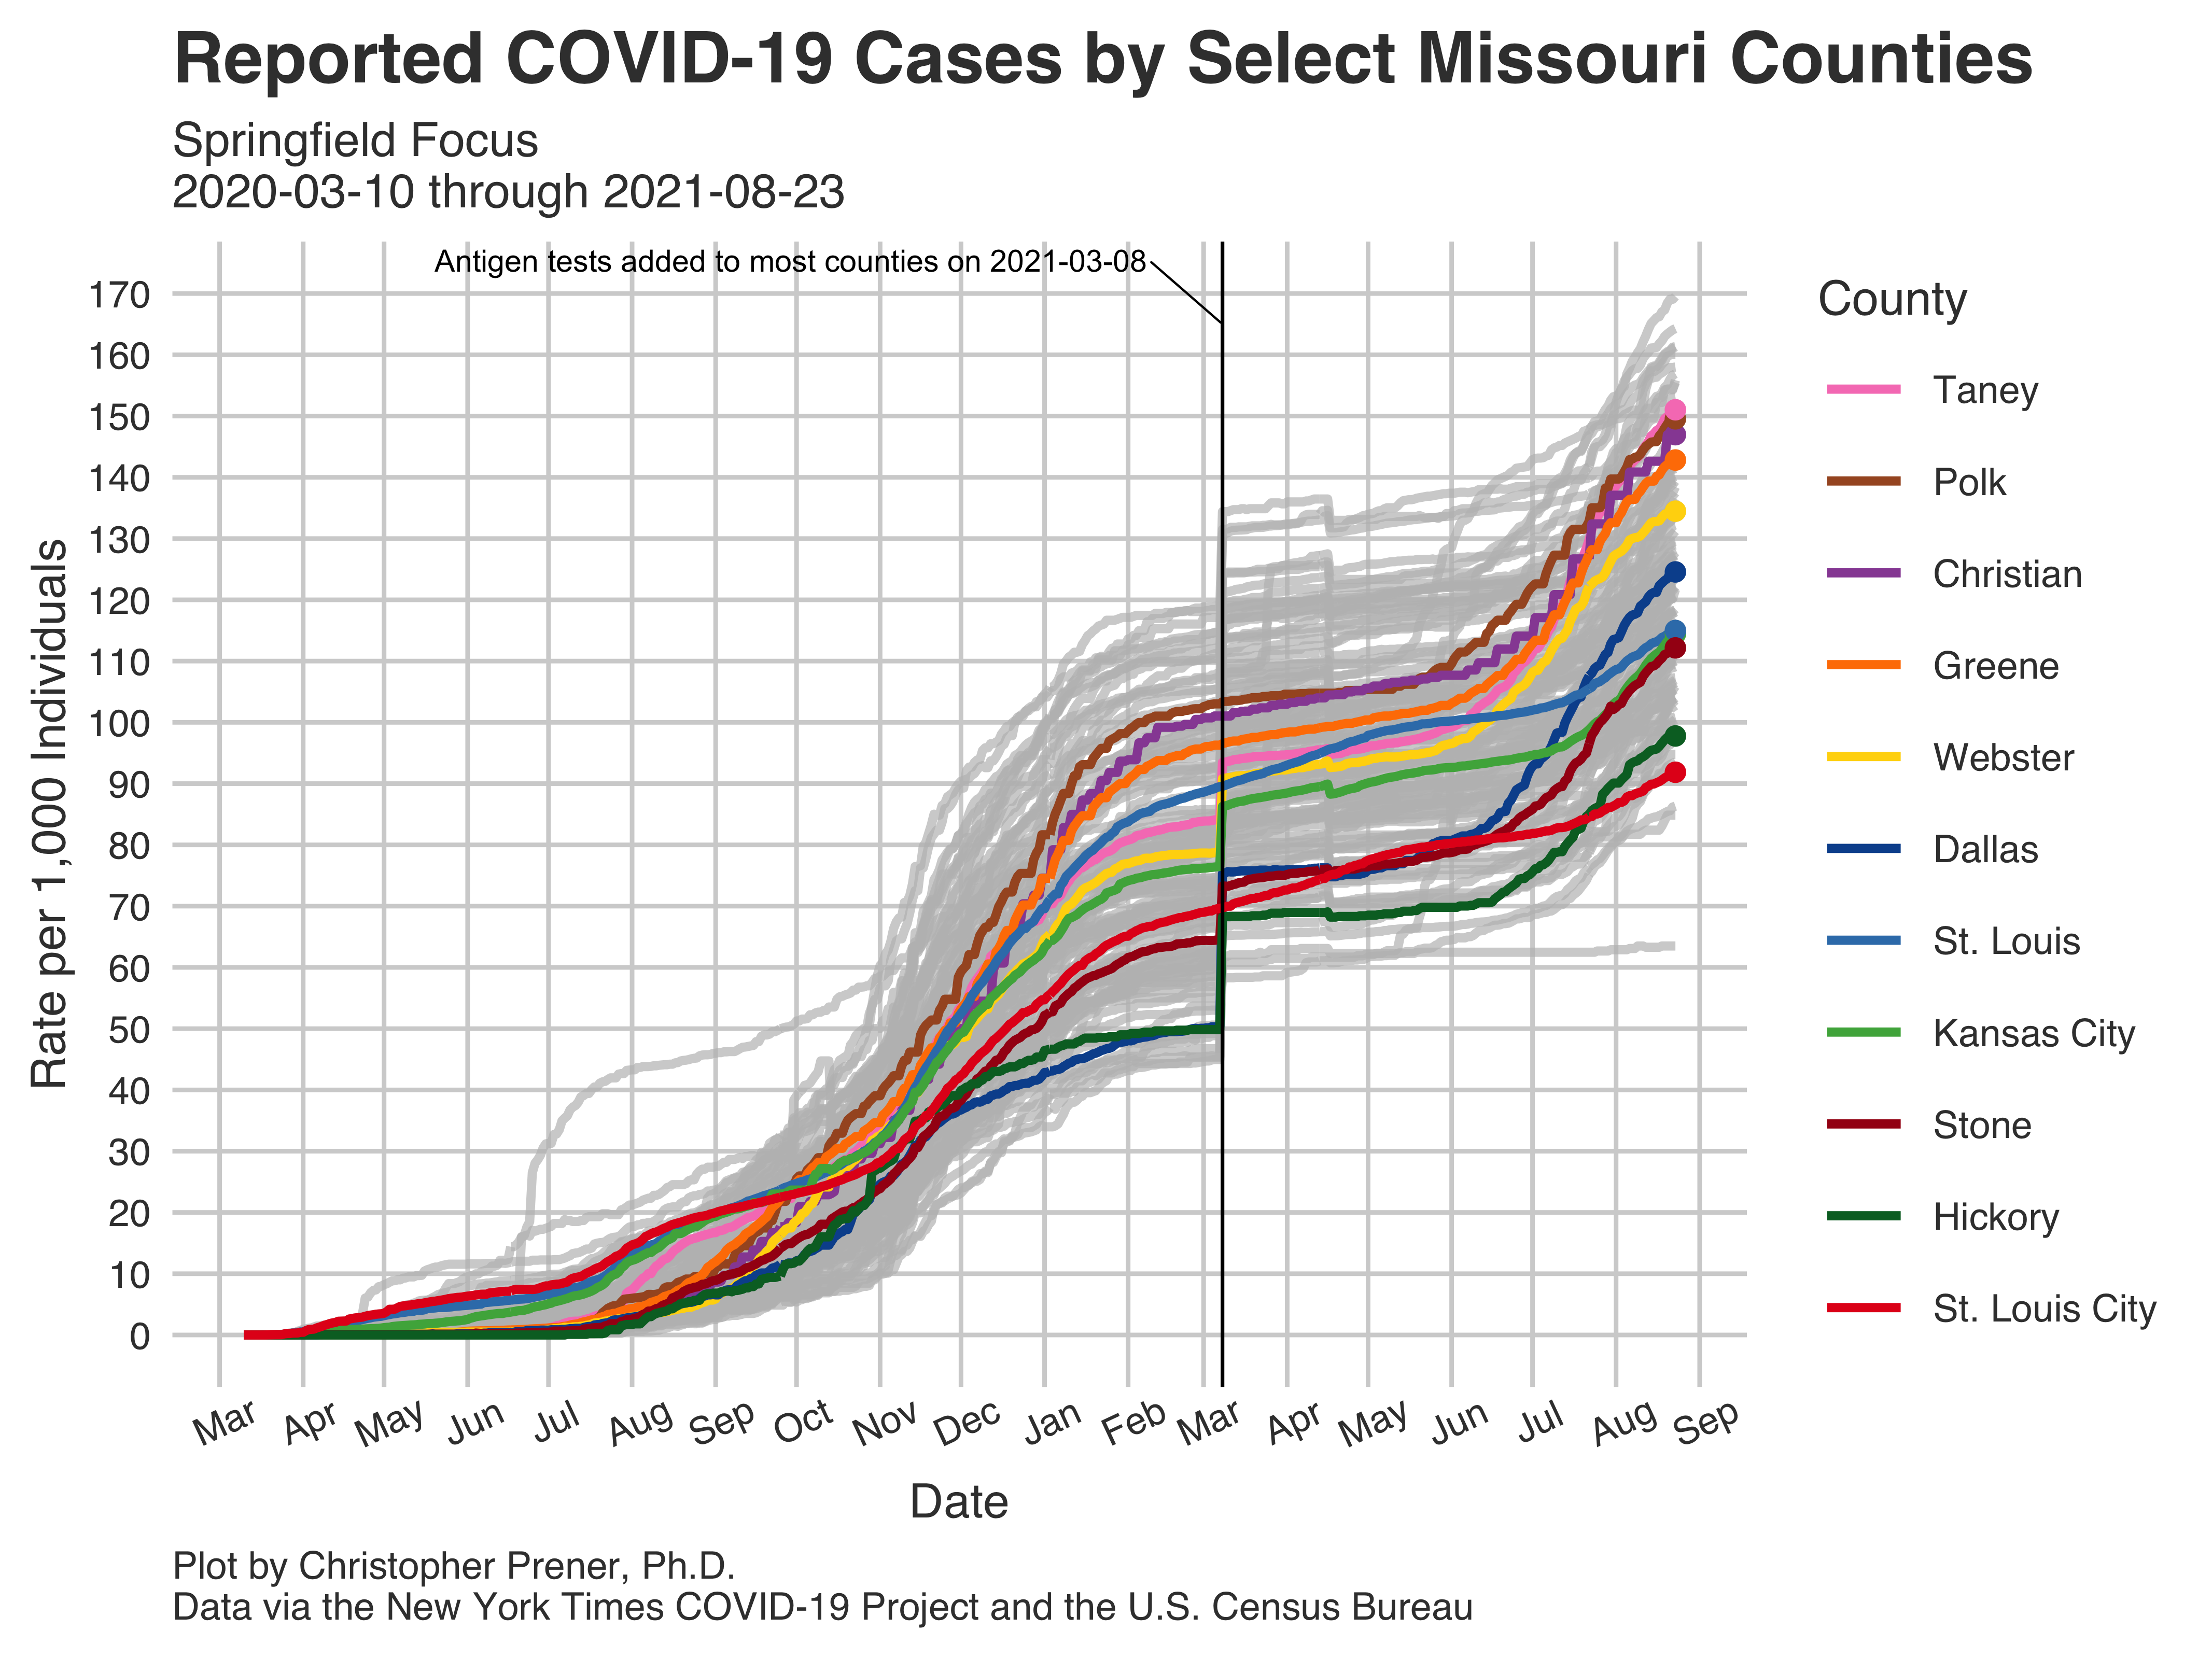 Reported COVID-19 Cases by Select Missouri Counties
Springfield Focus
2020-03-10 through 2021-08-23
Antigen tests added to most counties on 2021-03-08
Rate per 1,000 Individuals
170
160
150
140
130
120
110
100
90
80
70
60
50
40
30
20
10
0
Mar Apr May Jun Jul Aug Sep Oct Nov Dec Jan Feb Mar Apr May Jun Jul Aug Sep
Date
County
Taney
Polk
Christian
Greene
Webster
Dallas
St. Louis
Kansas City
Stone
Hickory
St. Louis City
Plot by Christopher Prener, Ph.D.
Data via the New York Times COVID-19 Project and the U.S. Census Bureau